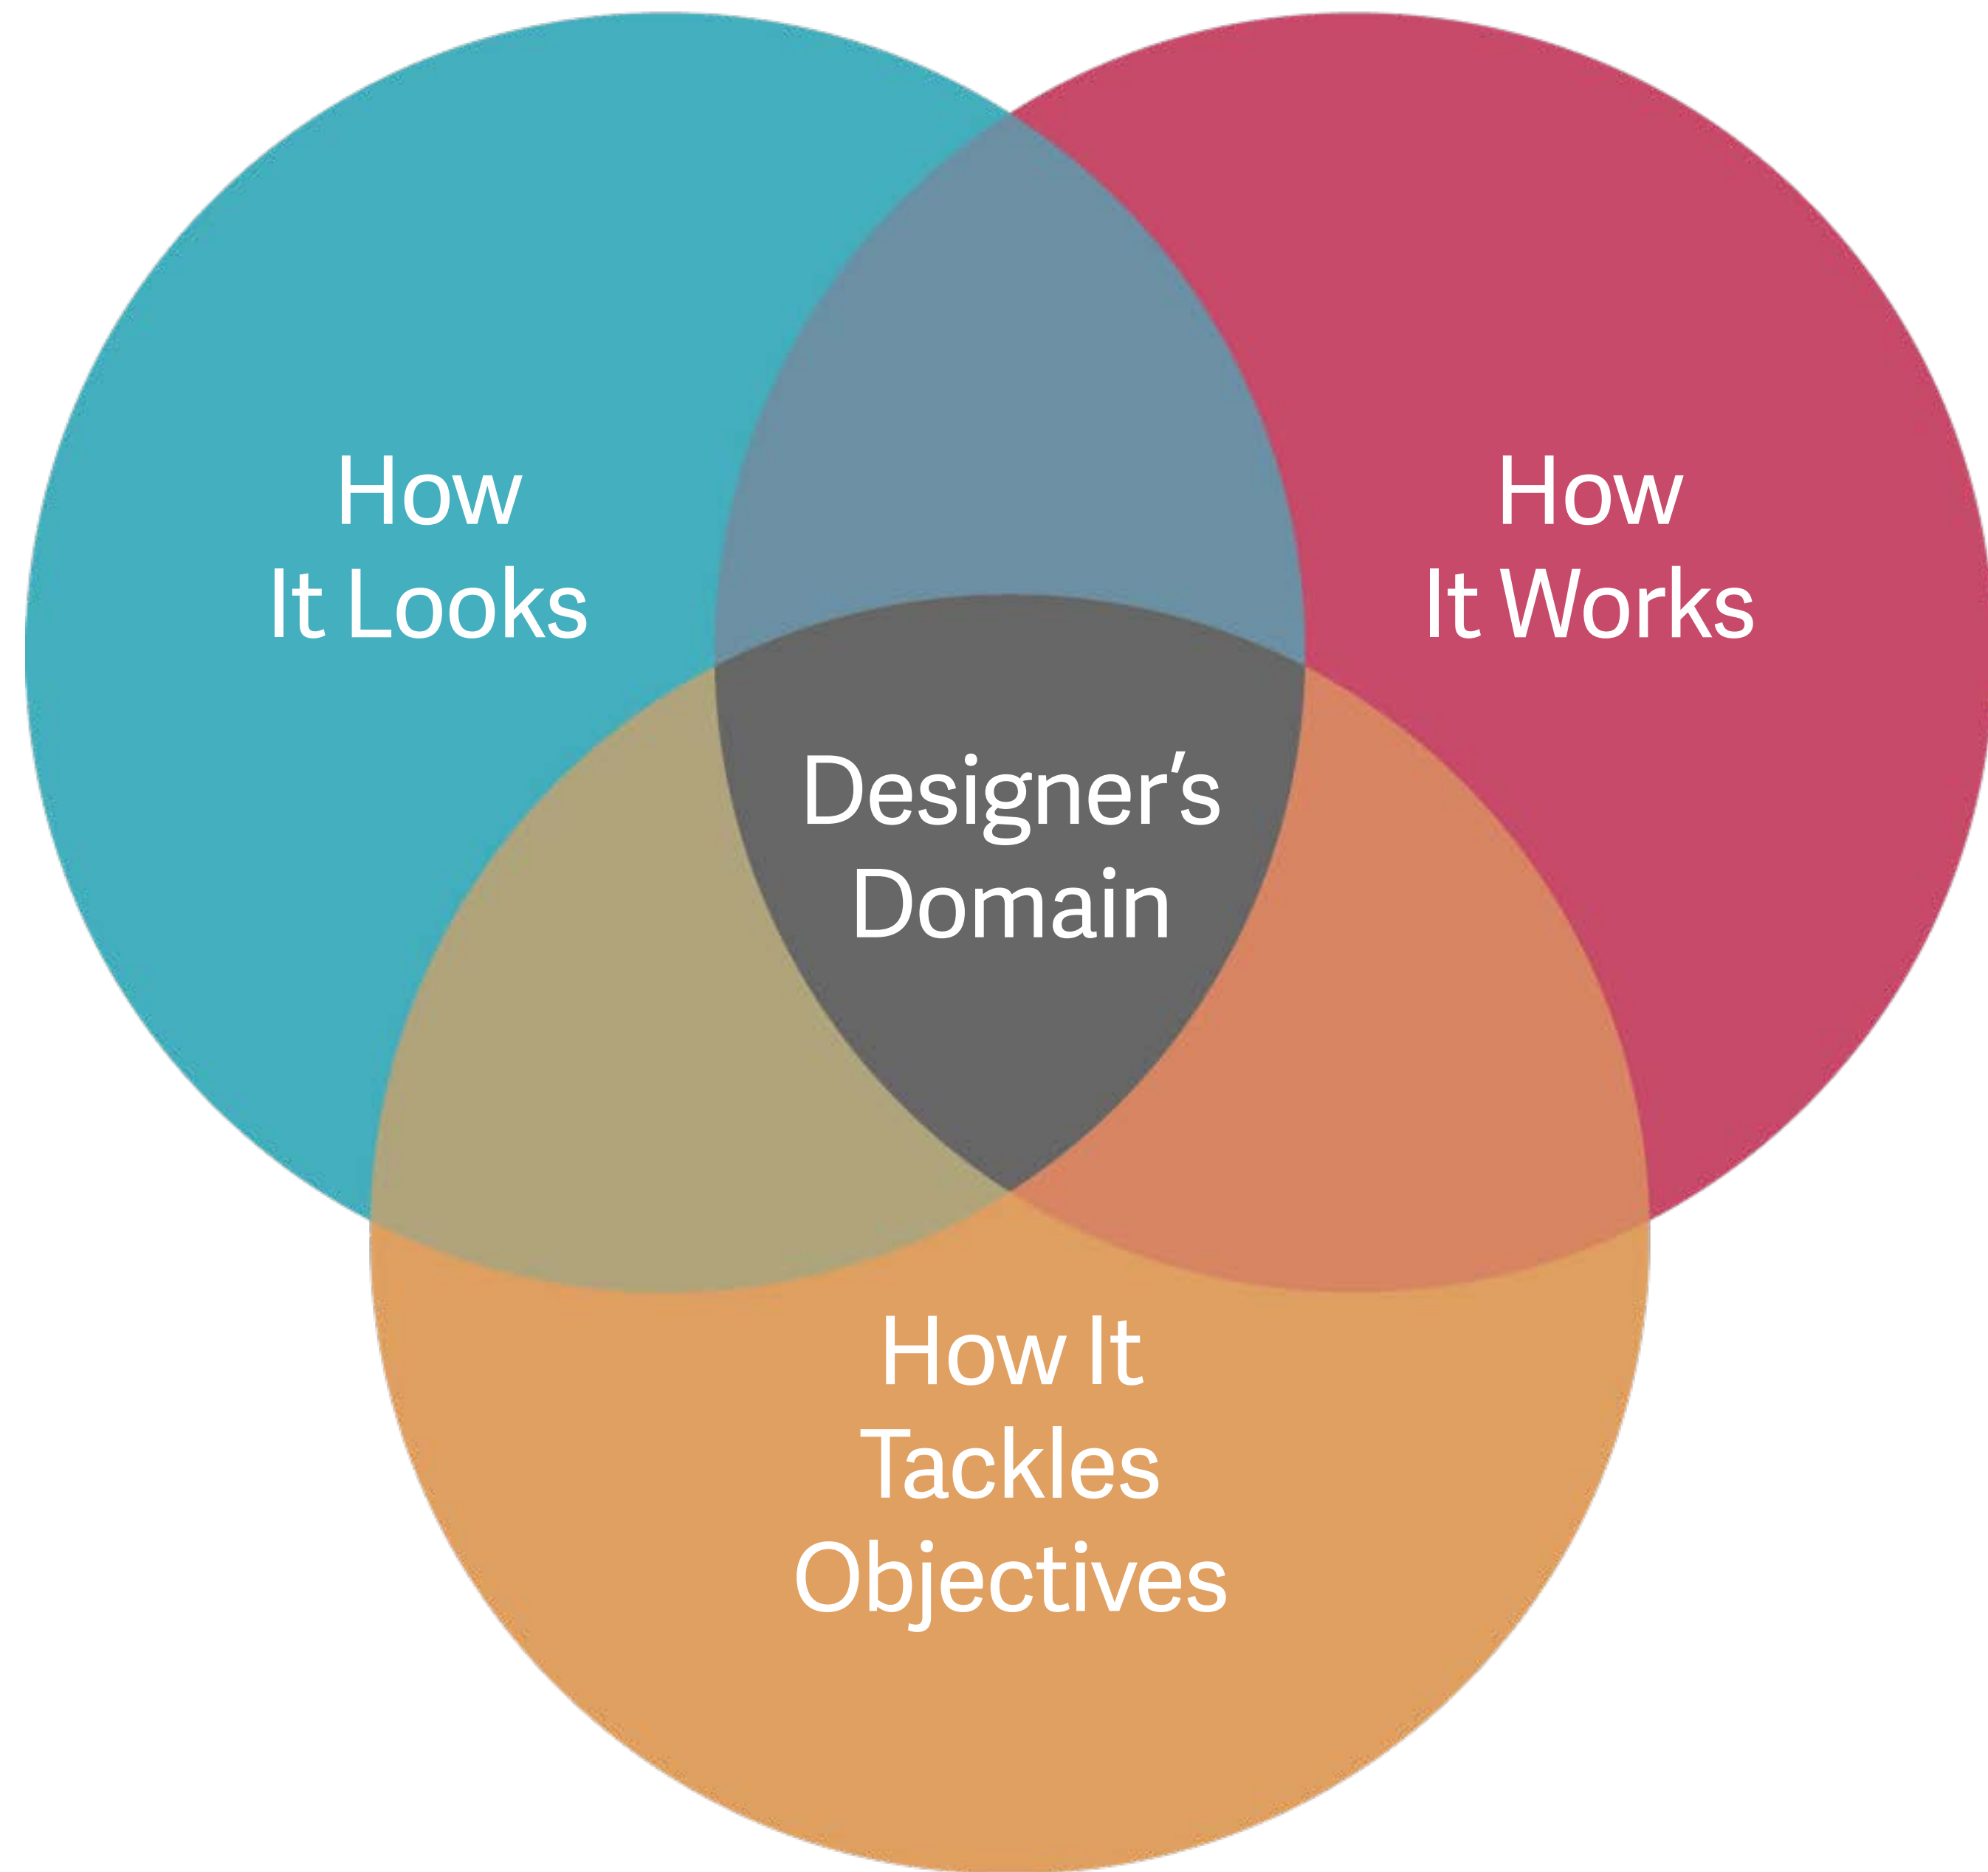 How
It Looks
How
It Works
Designer's
Domain
How It
Tackles
Objectives